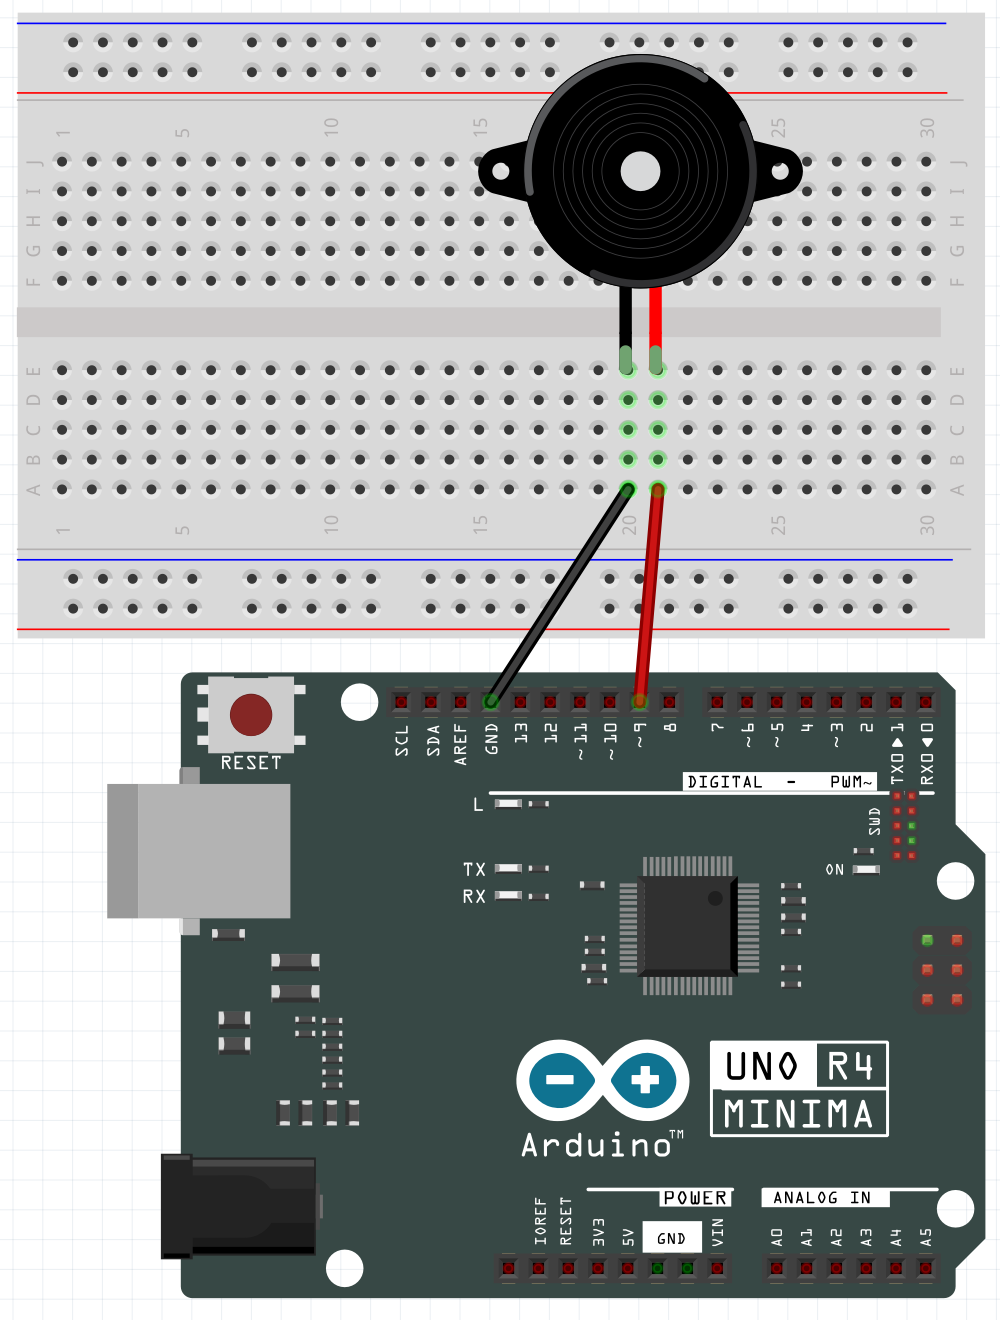 1 5 10 15 25 30
J J
I I
H H
G G
F F
E E
D D
C C
B B
A A
1 5 10 15 20 25 30
SCL SDA AREF GND 13 12 ~11 ~10 ~9 8 7 ~6 ~5 4 ~3 2 TX0▶1 RX0◀0
RESET
DIGITAL - PWM~
L
SWD
TX
ON
RX
UNO R4
MINIMA
Arduino™
POWER
ANALOG IN
IOREF RESET 3V3 5V GND VIN A0 A1 A2 A3 A4 A5